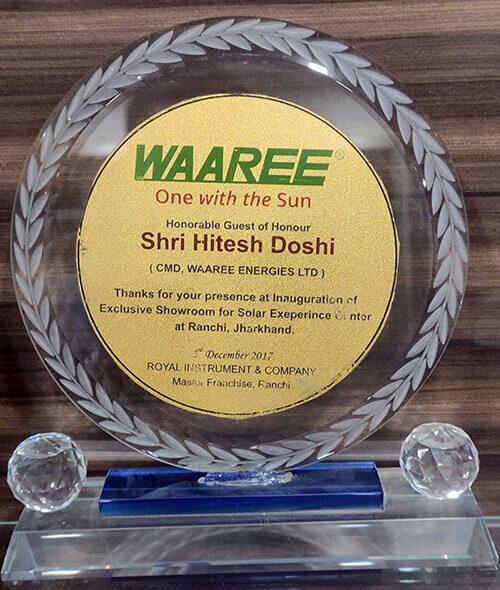 WAAREE®
One with the Sun
Honorable Guest of Honour
Shri Hitesh Doshi
( CMD, WAAREE ENERGIES LTD )
Thanks for your presence at Inauguration of
Exclusive Showroom for Solar Exeperince Center
at Ranchi, Jharkhand.
December 2017
ROYAL INSTRUMENT & COMPANY
Master Franchise, Ranchi